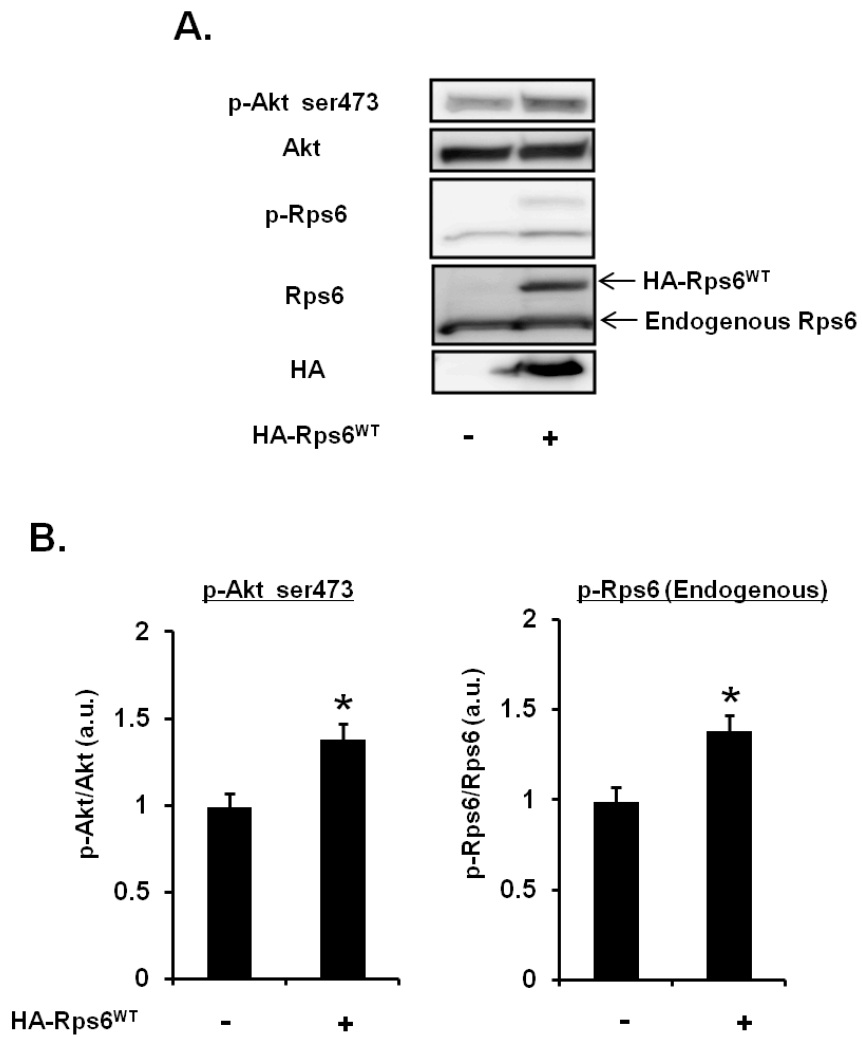 A.
p-Akt ser473
Akt
p-Rps6
Rps6
HA-Rps6ᵂᵀ
Endogenous Rps6
HA
HA-Rps6ᵂᵀ - +
B.
p-Akt ser473
p-Akt/Akt (a.u.)
2
1.5
1
0.5
0
*
p-Rps6 (Endogenous)
p-Rps6/Rps6 (a.u.)
2
1.5
1
0.5
0
*
HA-Rps6ᵂᵀ - + - +